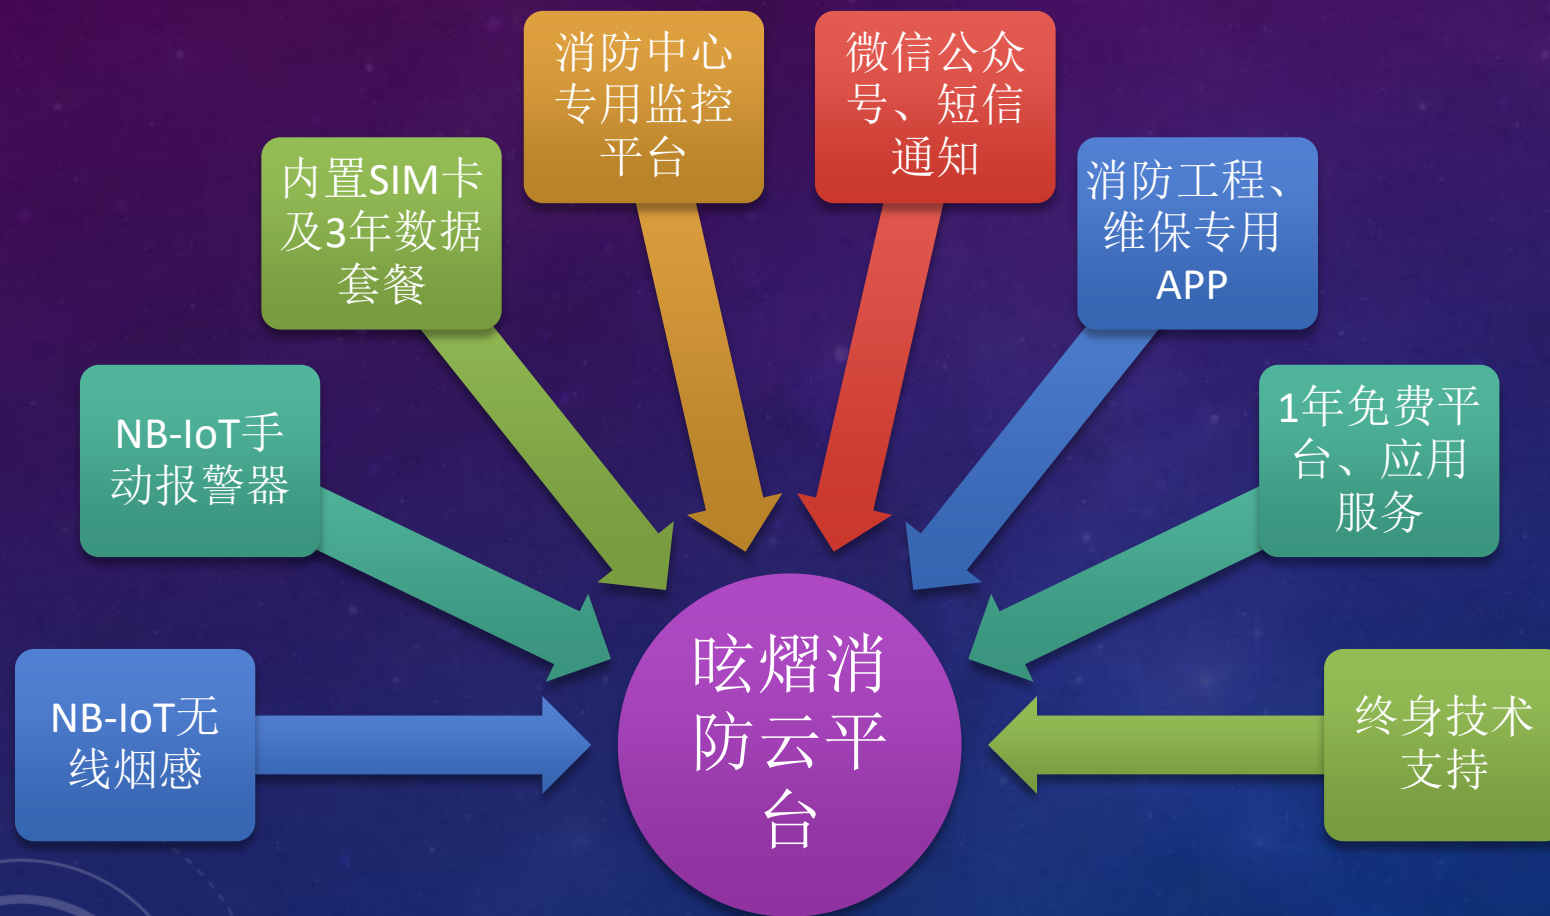 消防中心
专用监控
平台
微信公众
号、短信
通知
内置SIM卡
及3年数据
套餐
消防工程、
维保专用
APP
NB-IoT手
动报警器
1年免费平
台、应用
服务
NB-IoT无
线烟感
眩熠消
防云平
台
终身技术
支持